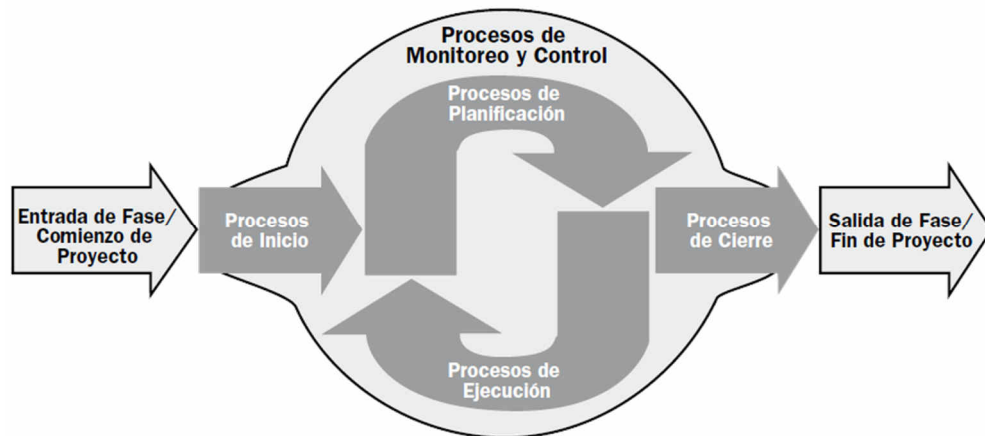 Procesos de
Monitoreo y Control
Procesos de
Planificación
Entrada de Fase/
Comienzo de
Proyecto
Procesos
de Inicio
Procesos
de Cierre
Salida de Fase/
Fin de Proyecto
Procesos de
Ejecución